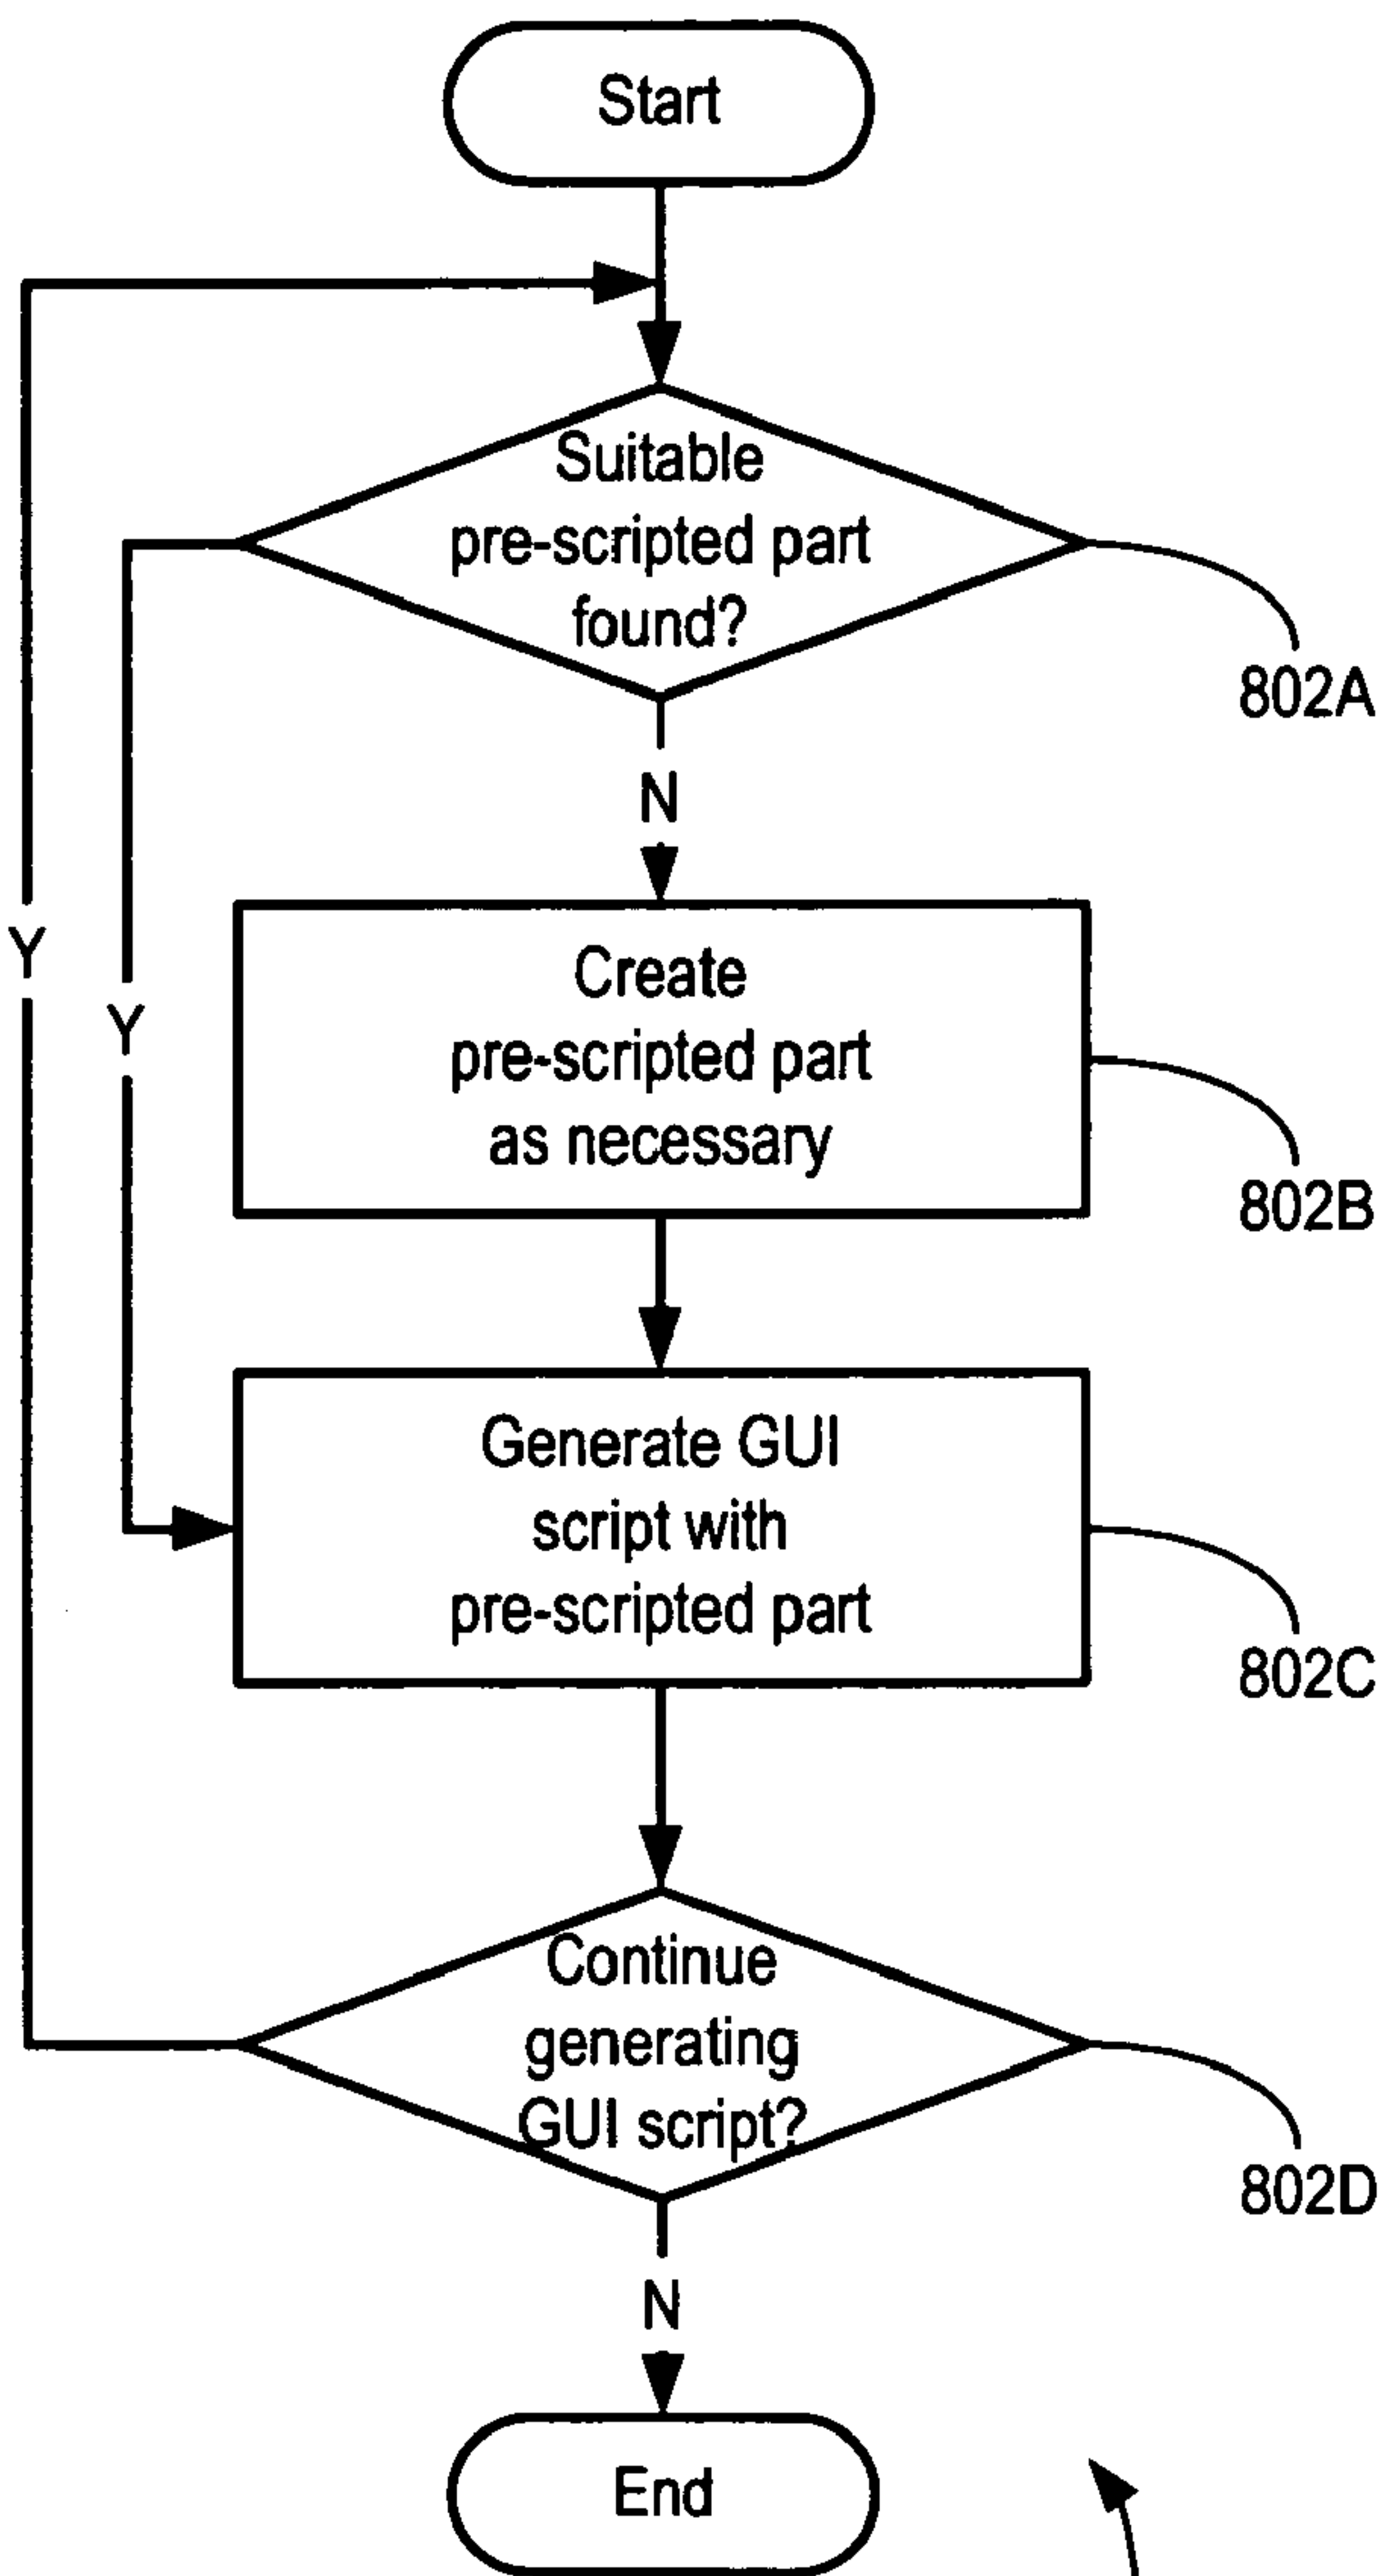 Start
Suitable
pre-scripted part
found?
802A
N
Create
pre-scripted part
as necessary
802B
Y
Y
Generate GUI
script with
pre-scripted part
802C
Continue
generating
GUI script?
802D
N
End